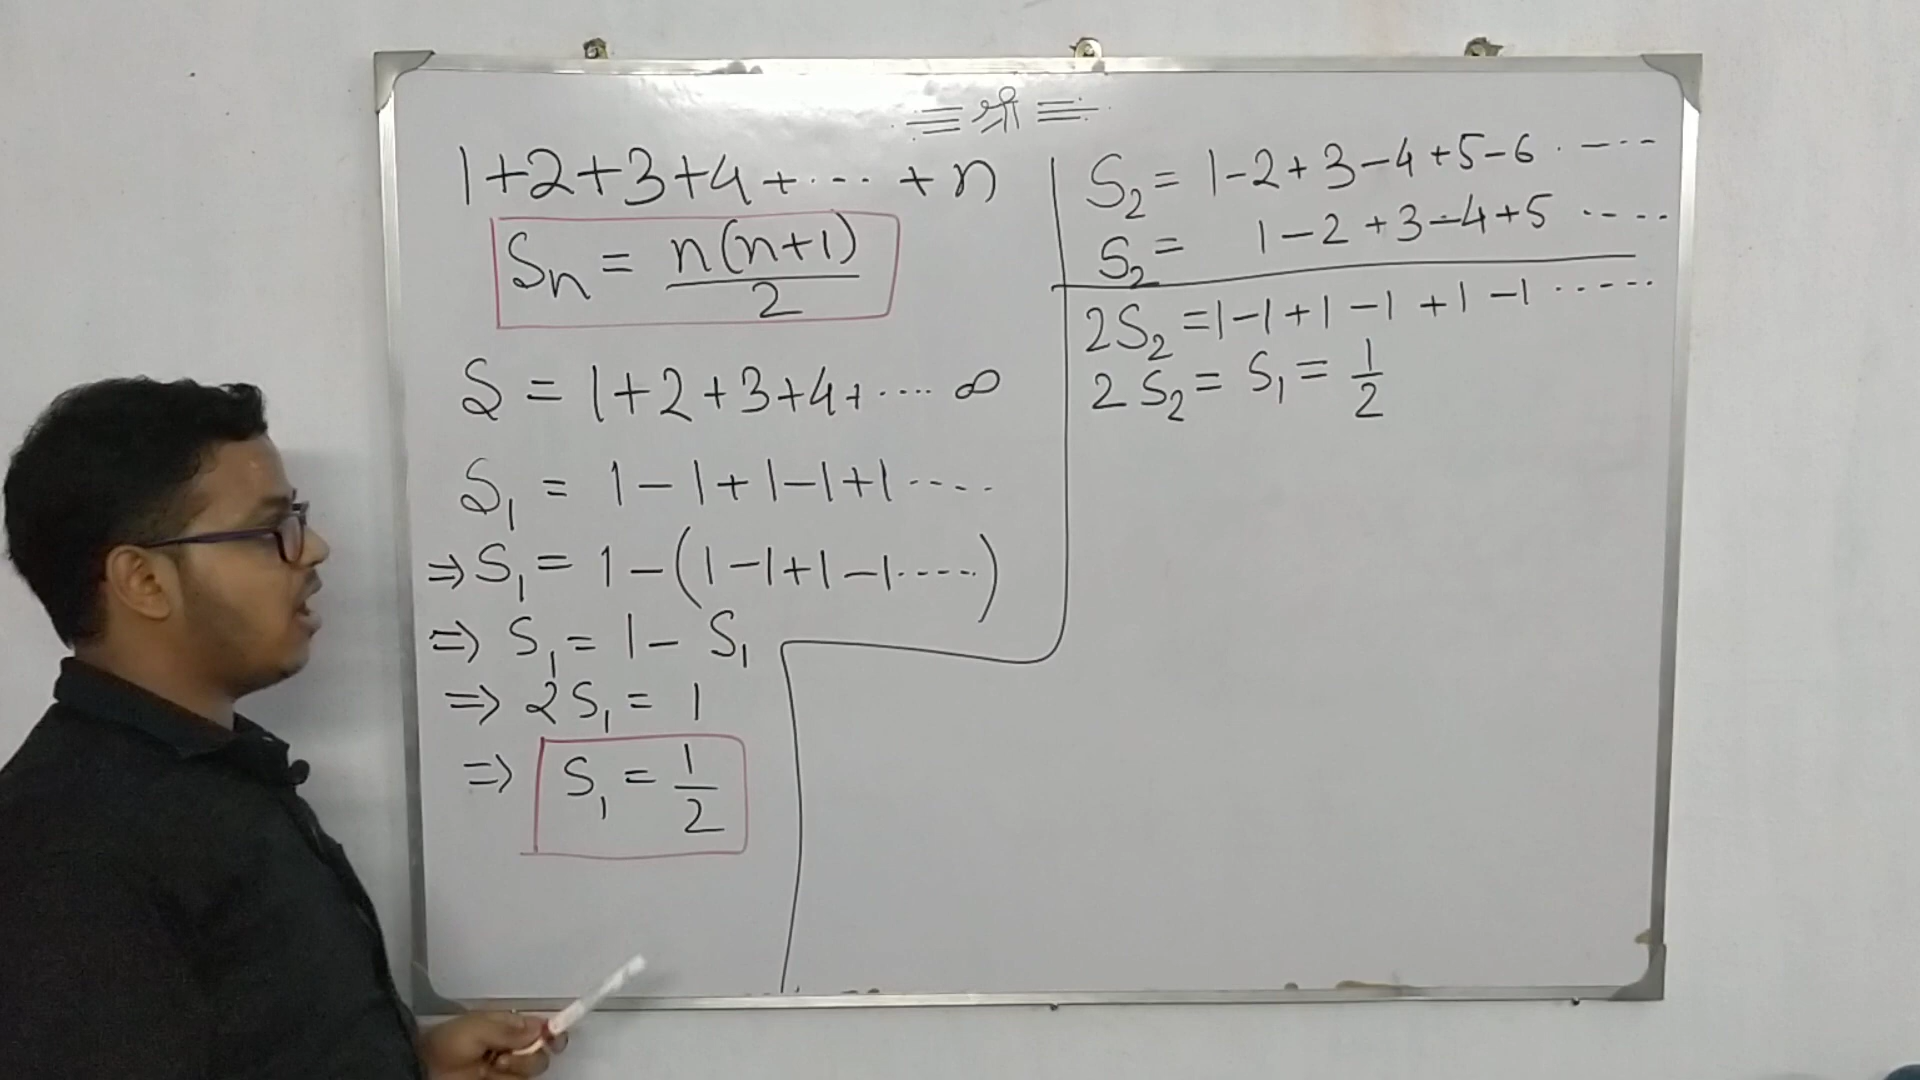 श्री
1+2+3+4+.... +n
Sₙ = n(n+1)/2
S = 1+2+3+4+.... ∞
S₁ = 1-1+1-1+1....
⇒ S₁ = 1-(1-1+1-1.....)
⇒ S₁ = 1- S₁
⇒ 2S₁ = 1
⇒ S₁ = 1/2
S₂ = 1-2+3-4+5-6.----
S₂ = 1-2+3-4+5 ....
2S₂ =1-1+1-1+1-1.....
2S₂ = S₁ = 1/2